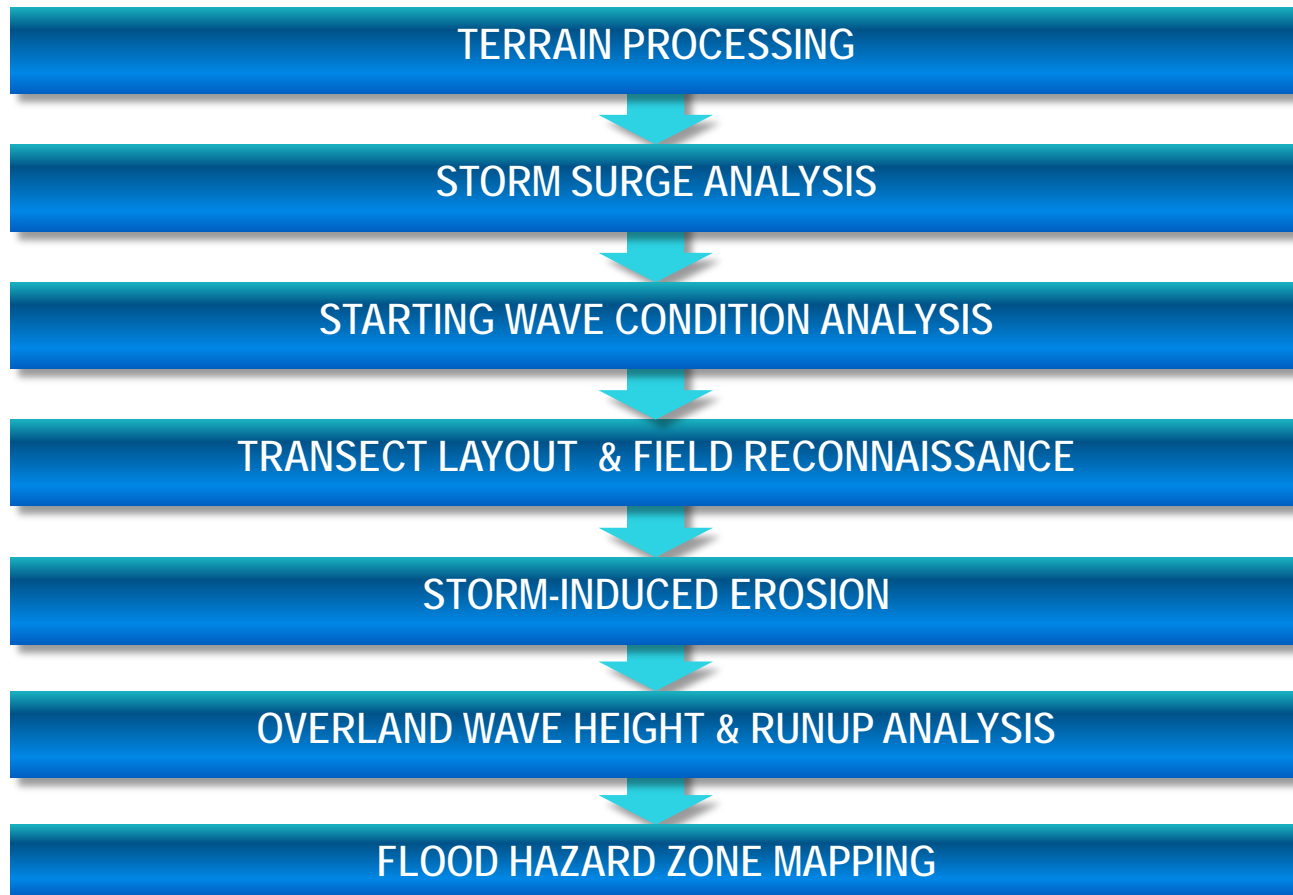 TERRAIN PROCESSING
STORM SURGE ANALYSIS
STARTING WAVE CONDITION ANALYSIS
TRANSECT LAYOUT  & FIELD RECONNAISSANCE
STORM-INDUCED EROSION
OVERLAND WAVE HEIGHT & RUNUP ANALYSIS
FLOOD HAZARD ZONE MAPPING